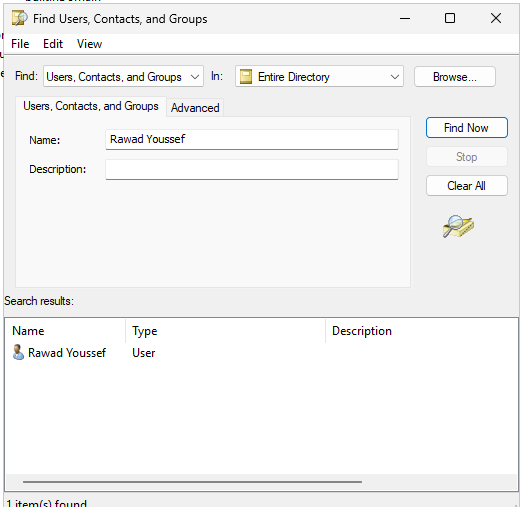 Find Users, Contacts, and Groups
File Edit View
Find: Users, Contacts, and Groups In: Entire Directory Browse...
Users, Contacts, and Groups Advanced
Name: Rawad Youssef
Description:
Find Now
Stop
Clear All
Search results:
Name Type Description
Rawad Youssef User
1 item(s) found